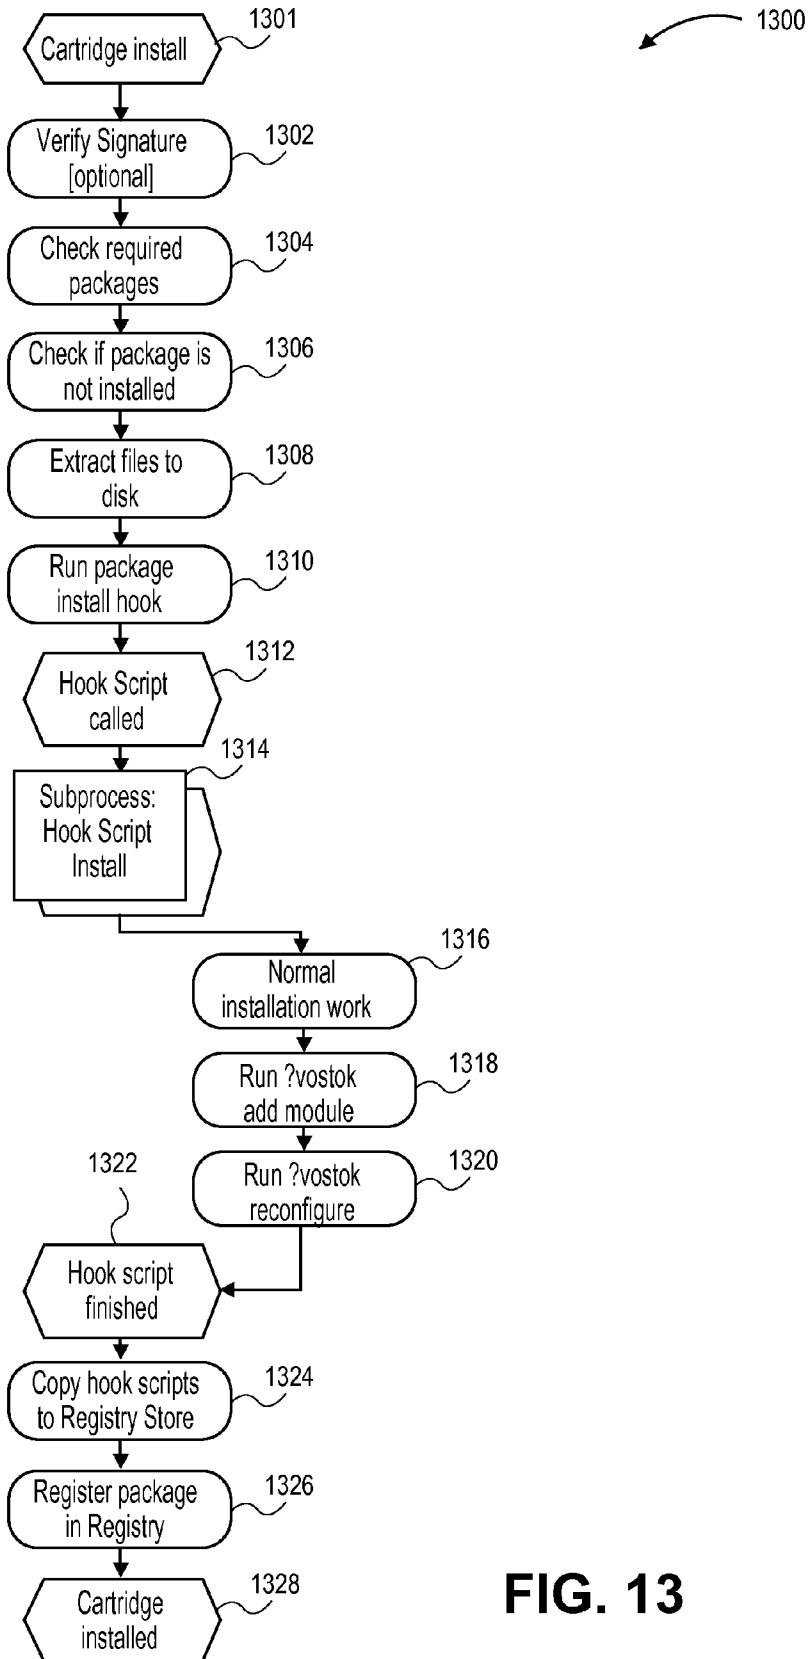 1300
Cartridge install
1301
Verify Signature
[optional]
1302
Check required
packages
1304
Check if package is
not installed
1306
Extract files to
disk
1308
Run package
install hook
1310
Hook Script
called
1312
Subprocess:
Hook Script
Install
1314
Normal
installation work
1316
Run ?vostok
add module
1318
Run ?vostok
reconfigure
1320
1322
Hook script
finished
Copy hook scripts
to Registry Store
1324
Register package
in Registry
1326
Cartridge
installed
1328
FIG. 13